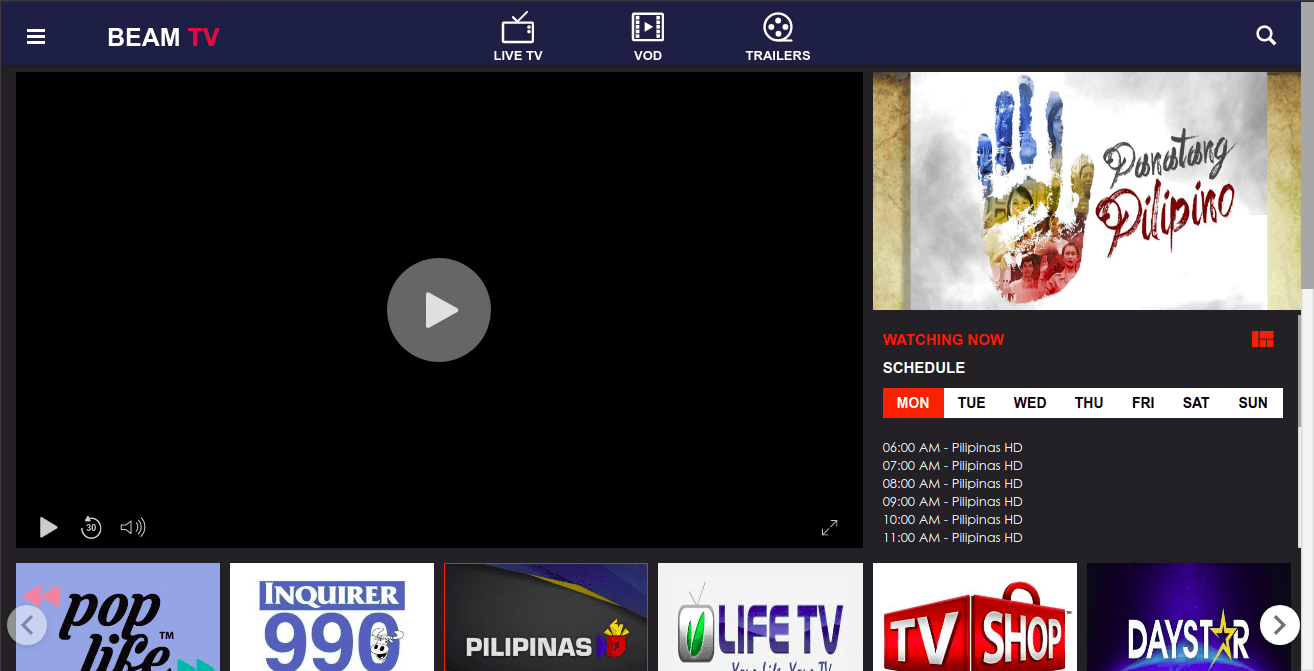 BEAM TV
LIVE TV
VOD
TRAILERS
Panatang
Pilipino
30
WATCHING NOW
SCHEDULE
MON TUE WED THU FRI SAT SUN
06:00 AM - Pilipinas HD
07:00 AM - Pilipinas HD
08:00 AM - Pilipinas HD
09:00 AM - Pilipinas HD
10:00 AM - Pilipinas HD
11:00 AM - Pilipinas HD
pop
life™
INQUIRER
990
PILIPINAS HD
LIFE TV
Your Life. Your TV
TV SHOP™
DAYSTAR